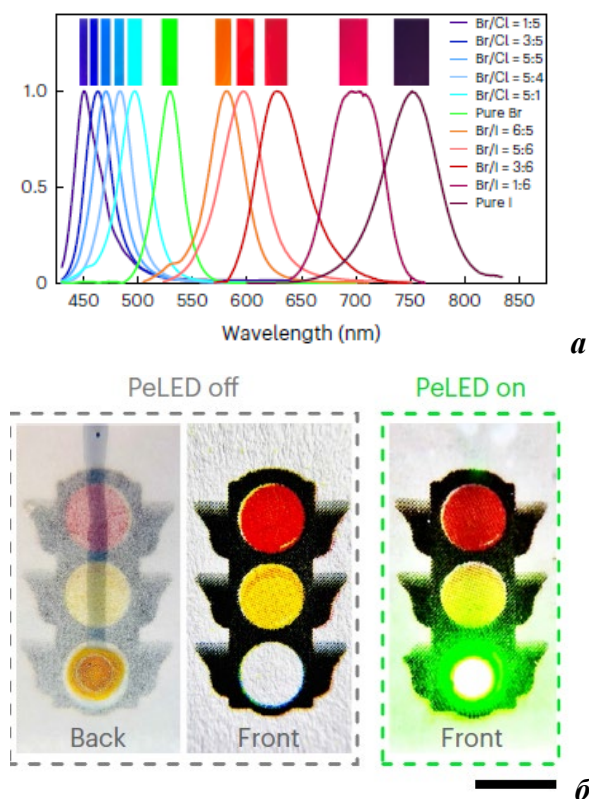 Br/Cl = 1:5
Br/Cl = 3:5
Br/Cl = 5:5
Br/Cl = 5:4
Br/Cl = 5:1
Pure Br
Br/I = 6:5
Br/I = 5:6
Br/I = 3:6
Br/I = 1:6
Pure I
1.0
0.5
0
450 500 550 600 650 700 750 800 850
Wavelength (nm)
а
PeLED off PeLED on
Back Front Front
б